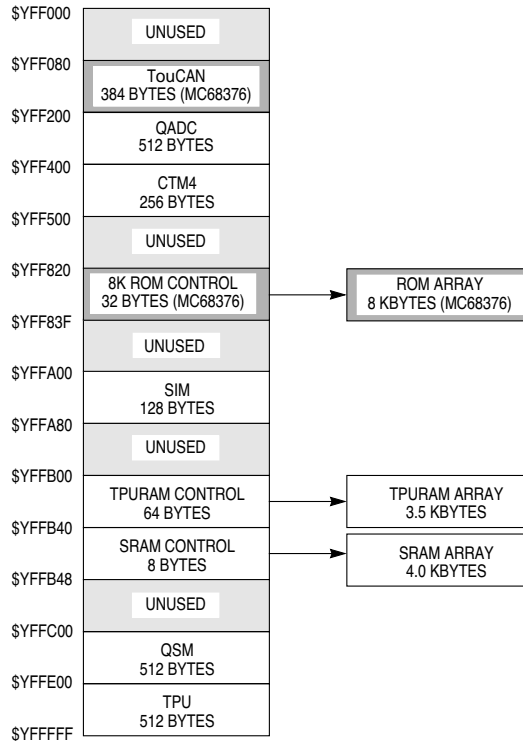 $YFF000
UNUSED
$YFF080
TouCAN
384 BYTES (MC68376)
$YFF200
QADC
512 BYTES
$YFF400
CTM4
256 BYTES
$YFF500
UNUSED
$YFF820
8K ROM CONTROL
32 BYTES (MC68376)
ROM ARRAY
8 KBYTES (MC68376)
$YFF83F
UNUSED
$YFFA00
SIM
128 BYTES
$YFFA80
UNUSED
$YFFB00
TPURAM CONTROL
64 BYTES
TPURAM ARRAY
3.5 KBYTES
$YFFB40
SRAM CONTROL
8 BYTES
SRAM ARRAY
4.0 KBYTES
$YFFB48
UNUSED
$YFFC00
QSM
512 BYTES
$YFFE00
TPU
512 BYTES
$YFFFFF